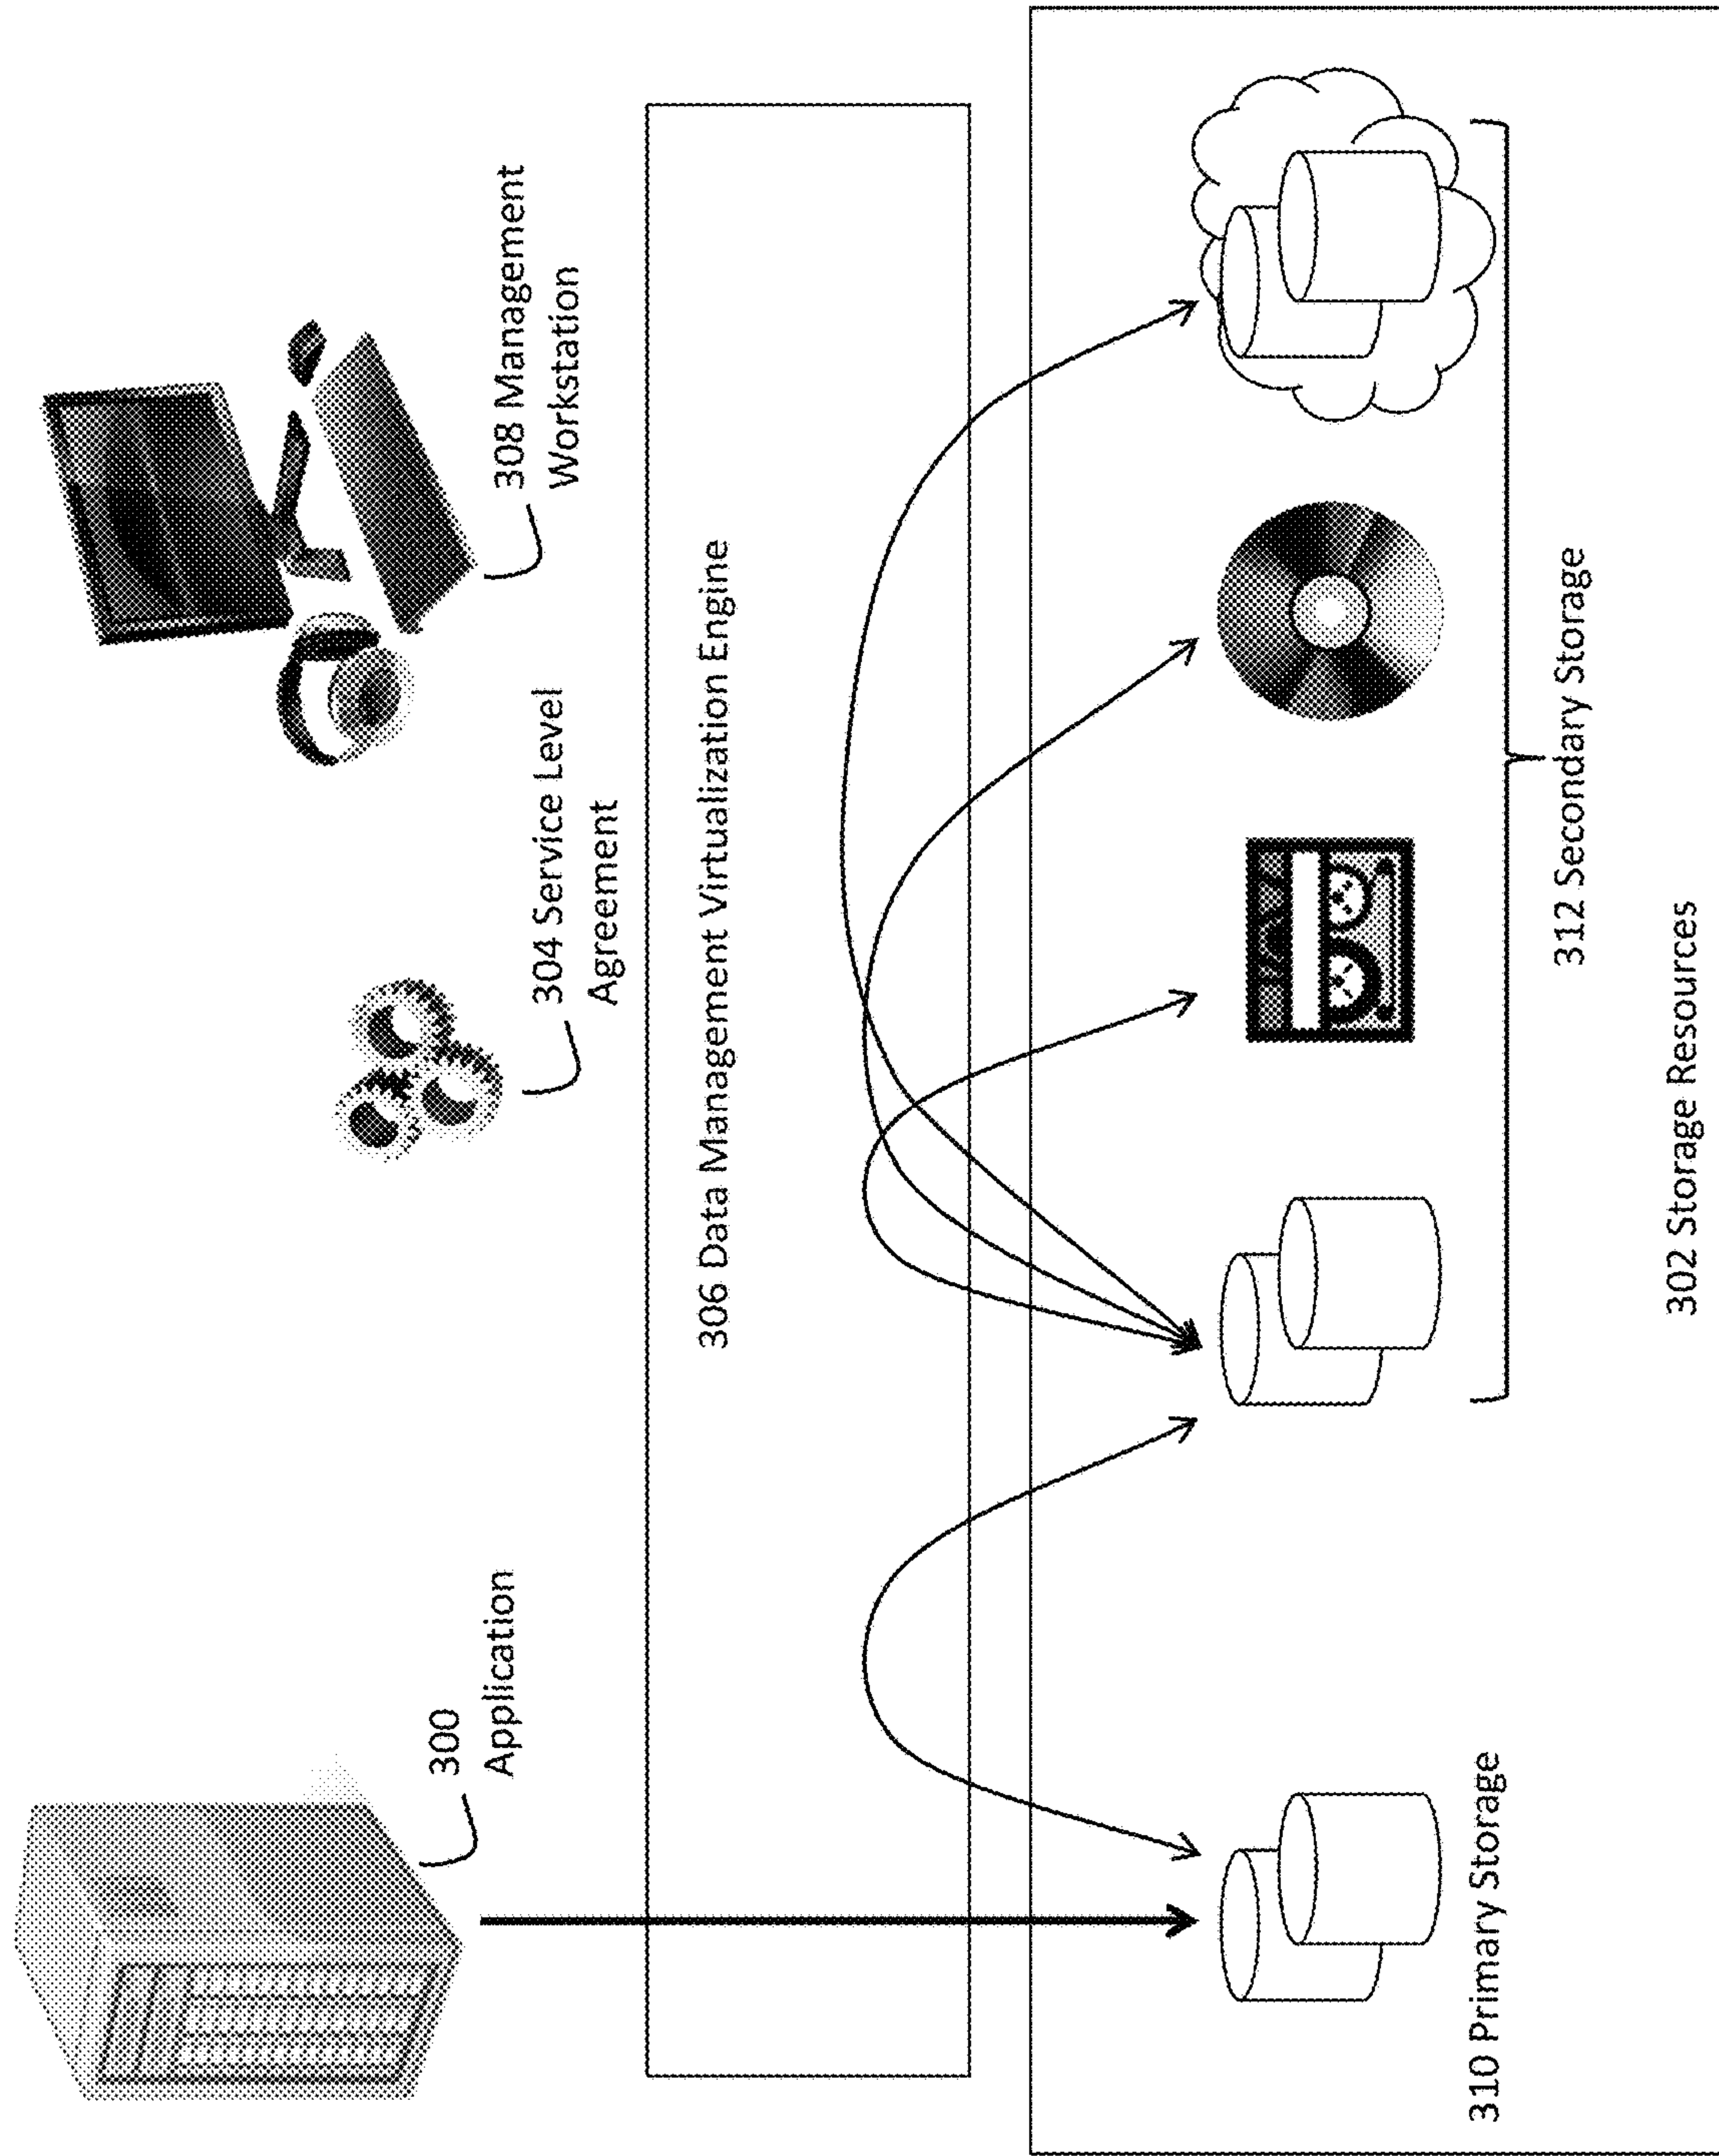 300
Application
304 Service Level
Agreement
308 Management
Workstation
306 Data Management Virtualization Engine
310 Primary Storage
312 Secondary Storage
302 Storage Resources